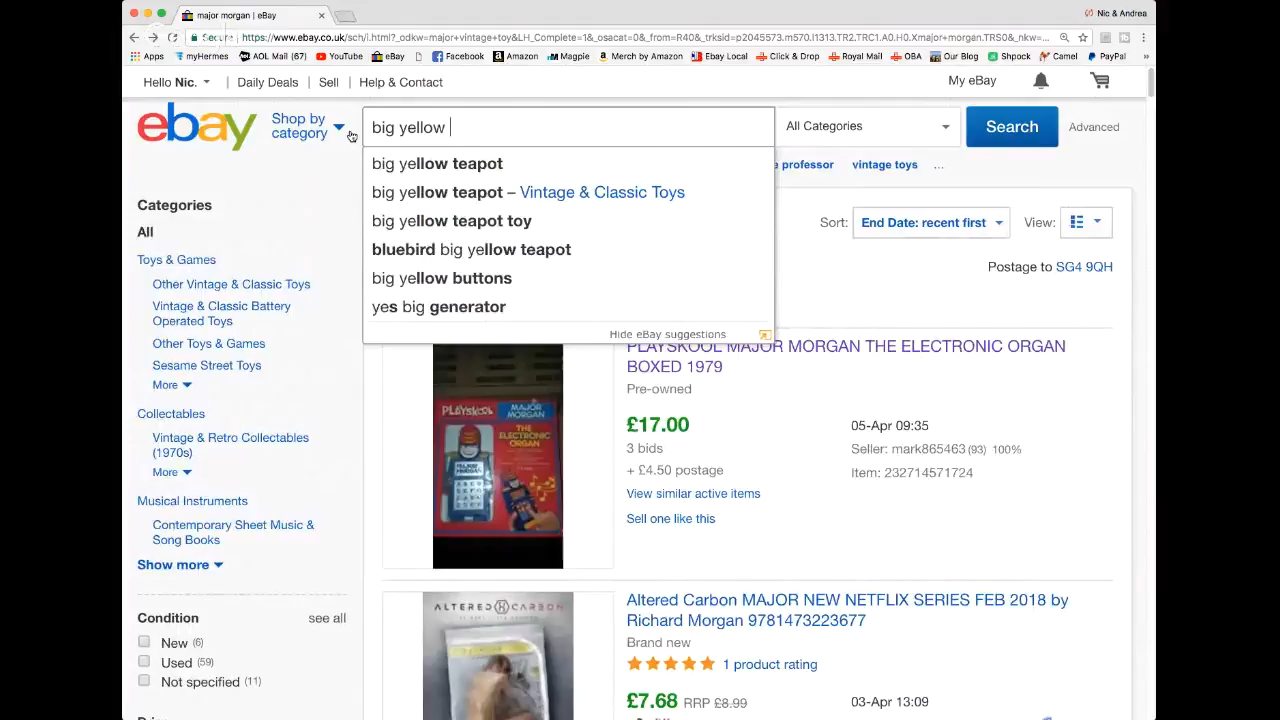 major morgan | eBay
Nic & Andrea
Secure https://www.ebay.co.uk/sch/i.html?_odkw=major+vintage+toy&LH_Complete=1&_osacat=0&_from=R40&_trksid=p2045573.m570.l1313.TR2.TRC1.A0.H0.Xmajor+morgan.TRS0&_nkw=...
Apps myHermes AOL Mail (67) YouTube eBay Facebook Amazon Magpie Merch by Amazon Ebay Local Click & Drop Royal Mail OBA Our Blog Shpock Camel PayPal »
Hello Nic. Daily Deals Sell Help & Contact My eBay
ebay Shop by category big yellow All Categories Search Advanced
e professor vintage toys ...
big yellow teapot
big yellow teapot – Vintage & Classic Toys
big yellow teapot toy
bluebird big yellow teapot
big yellow buttons
yes big generator
Hide eBay suggestions
Sort: End Date: recent first View:
Postage to SG4 9QH
Categories
All
Toys & Games
Other Vintage & Classic Toys
Vintage & Classic Battery
Operated Toys
Other Toys & Games
Sesame Street Toys
More
Collectables
Vintage & Retro Collectables
(1970s)
More
Musical Instruments
Contemporary Sheet Music &
Song Books
Show more
Condition see all
New (6)
Used (59)
Not specified (11)
PLAYSKOOL MAJOR MORGAN THE ELECTRONIC ORGAN
BOXED 1979
Pre-owned
£17.00 05-Apr 09:35
3 bids Seller: mark865463 (93) 100%
+ £4.50 postage Item: 232714571724
View similar active items
Sell one like this
PLAYSKOOL MAJOR MORGAN
THE ELECTRONIC ORGAN
Altered Carbon MAJOR NEW NETFLIX SERIES FEB 2018 by
Richard Morgan 9781473223677
Brand new
1 product rating
£7.68 RRP £8.99 03-Apr 13:09
ALTERED CARBON